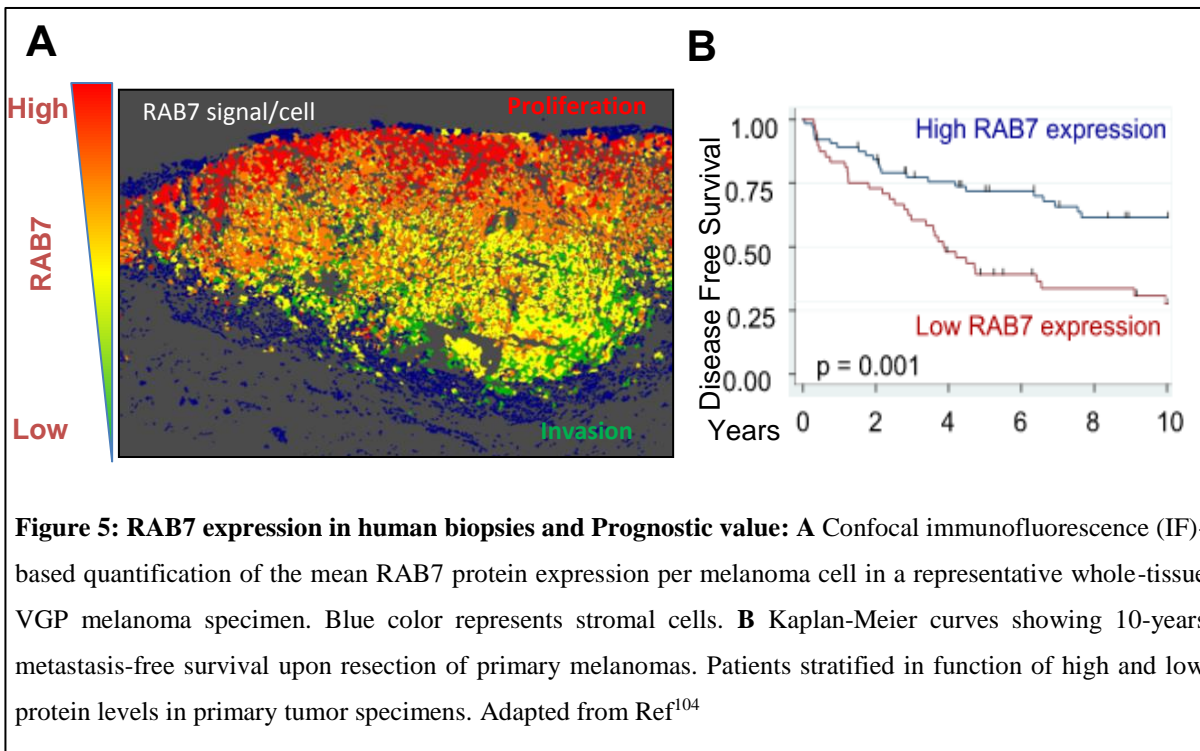 A
High
RAB7
Low
RAB7 signal/cell
Proliferation
Invasion
B
Disease Free Survival
1.00
0.75
0.50
0.25
0.00
High RAB7 expression
Low RAB7 expression
p = 0.001
Years
0 2 4 6 8 10
Figure 5: RAB7 expression in human biopsies and Prognostic value: A Confocal immunofluorescence (IF)-
based quantification of the mean RAB7 protein expression per melanoma cell in a representative whole-tissue
VGP melanoma specimen. Blue color represents stromal cells. B Kaplan-Meier curves showing 10-years
metastasis-free survival upon resection of primary melanomas. Patients stratified in function of high and low
protein levels in primary tumor specimens. Adapted from Ref104